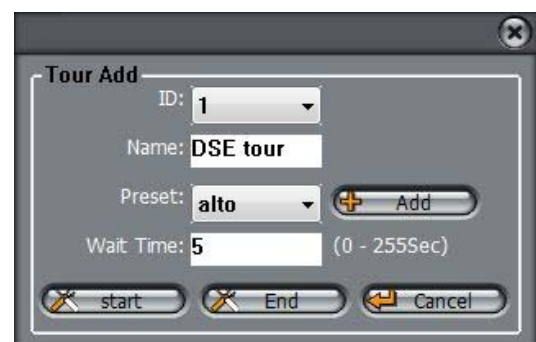 Tour Add
ID: 1
Name: DSE tour
Preset: alto Add
Wait Time: 5 (0 - 255Sec)
start End Cancel